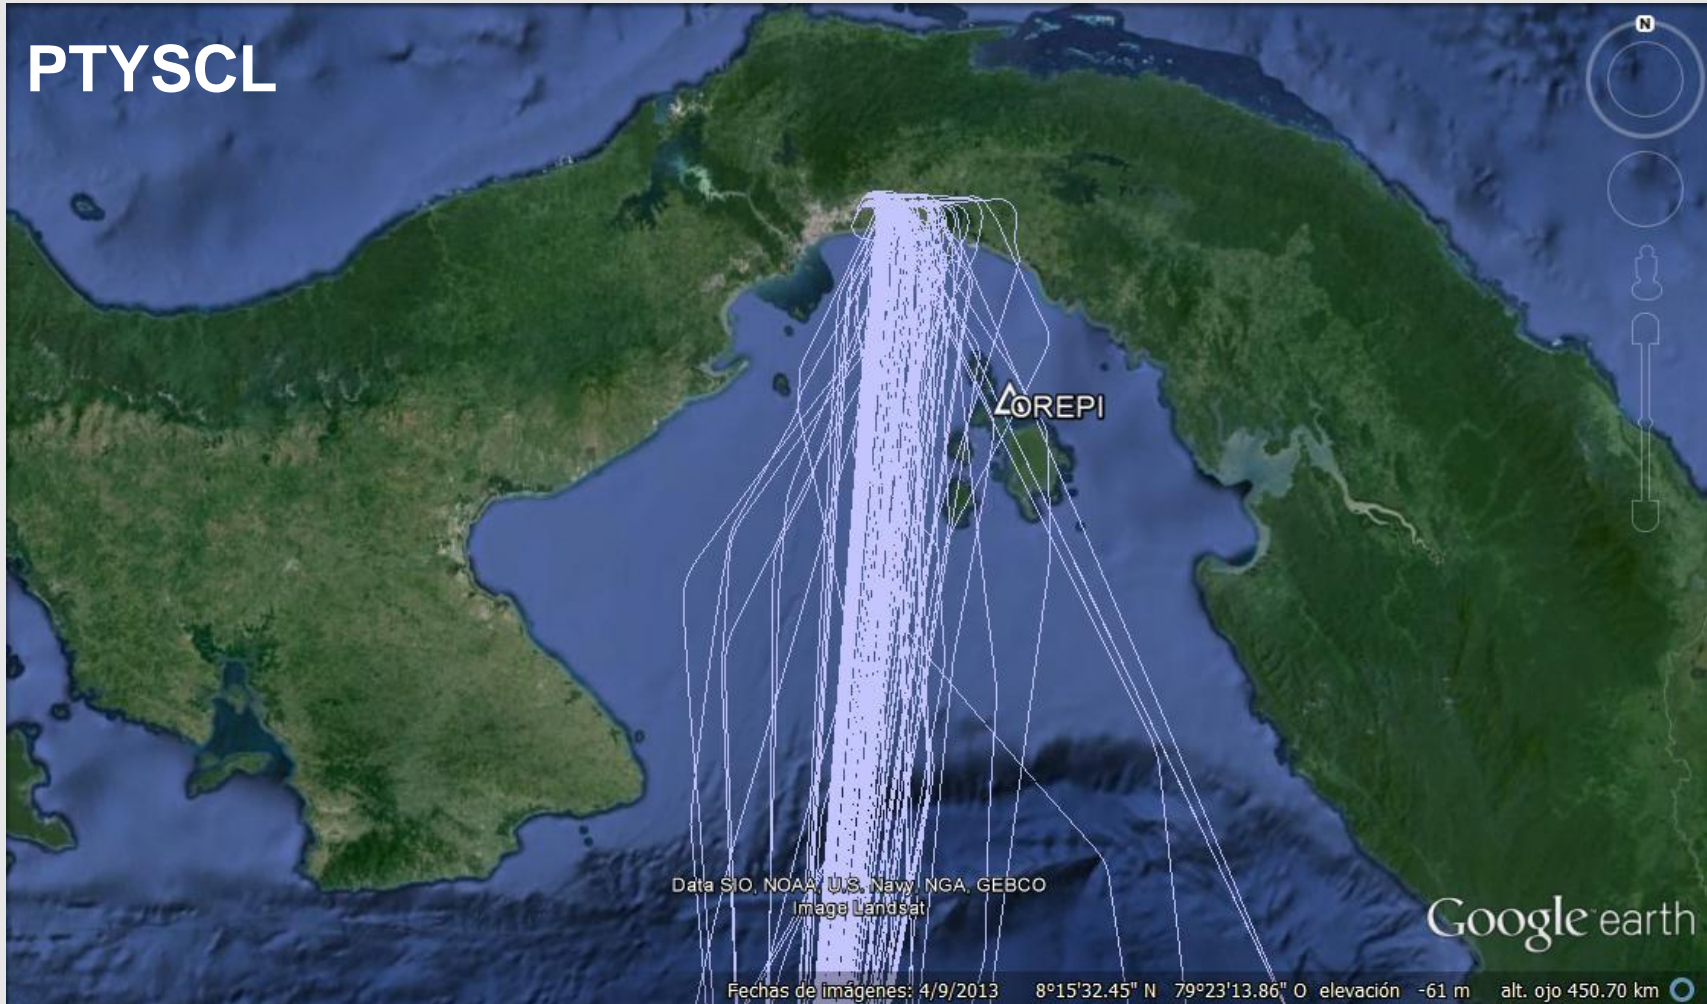 PTYSCL
N
OREPI
Data SIO, NOAA, U.S. Navy, NGA, GEBCO
Image Landsat
Google earth
Fechas de imágenes: 4/9/2013 8°15'32.45" N 79°23'13.86" O elevación -61 m alt. ojo 450.70 km